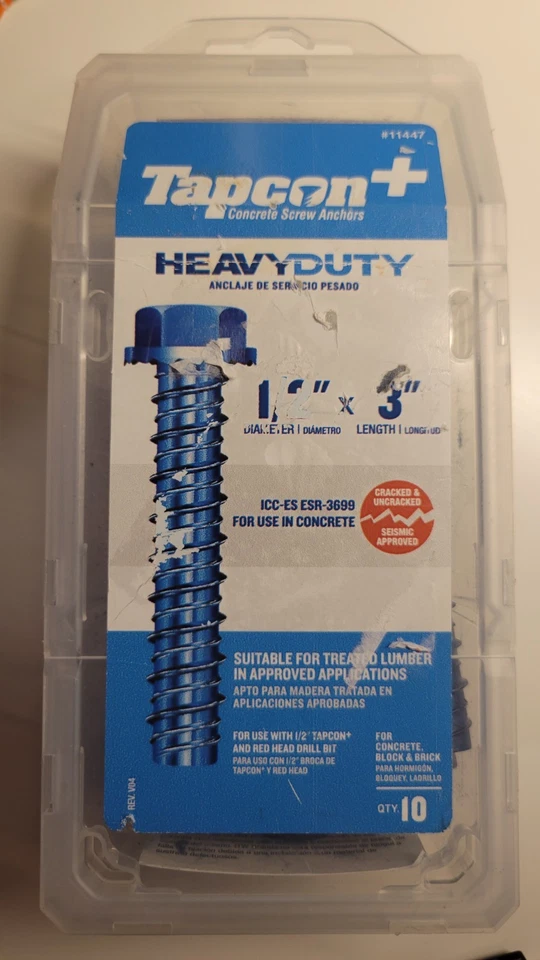 #11447
Tapcon+
Concrete Screw Anchors
HEAVYDUTY
ANCLAJE DE SERVICIO PESADO
1/2" x 3"
DIAMETER | DIÁMETRO LENGTH | LONGITUD
ICC-ES ESR-3699
FOR USE IN CONCRETE
CRACKED &
UNCRACKED
SEISMIC
APPROVED
SUITABLE FOR TREATED LUMBER
IN APPROVED APPLICATIONS
APTO PARA MADERA TRATADA EN
APLICACIONES APROBADAS
FOR USE WITH 1/2" TAPCON+
AND RED HEAD DRILL BIT
PARA USO CON 1/2" BROCA DE
TAPCON+ Y RED HEAD
FOR
CONCRETE,
BLOCK & BRICK
PARA HORMIGÓN,
BLOQUEY, LADRILLO
QTY. 10
REV. V04